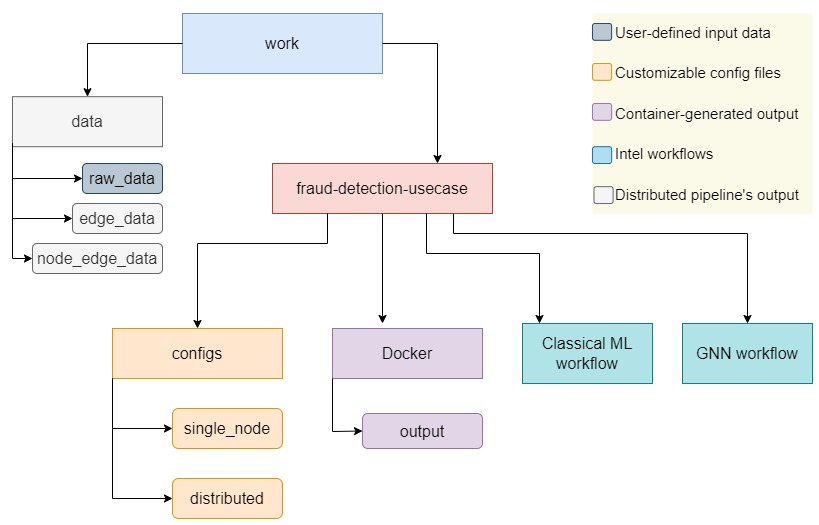 work
User-defined input data
Customizable config files
Container-generated output
Intel workflows
Distributed pipeline's output
data
raw_data
edge_data
node_edge_data
fraud-detection-usecase
configs
Docker
Classical ML
workflow
GNN workflow
single_node
output
distributed